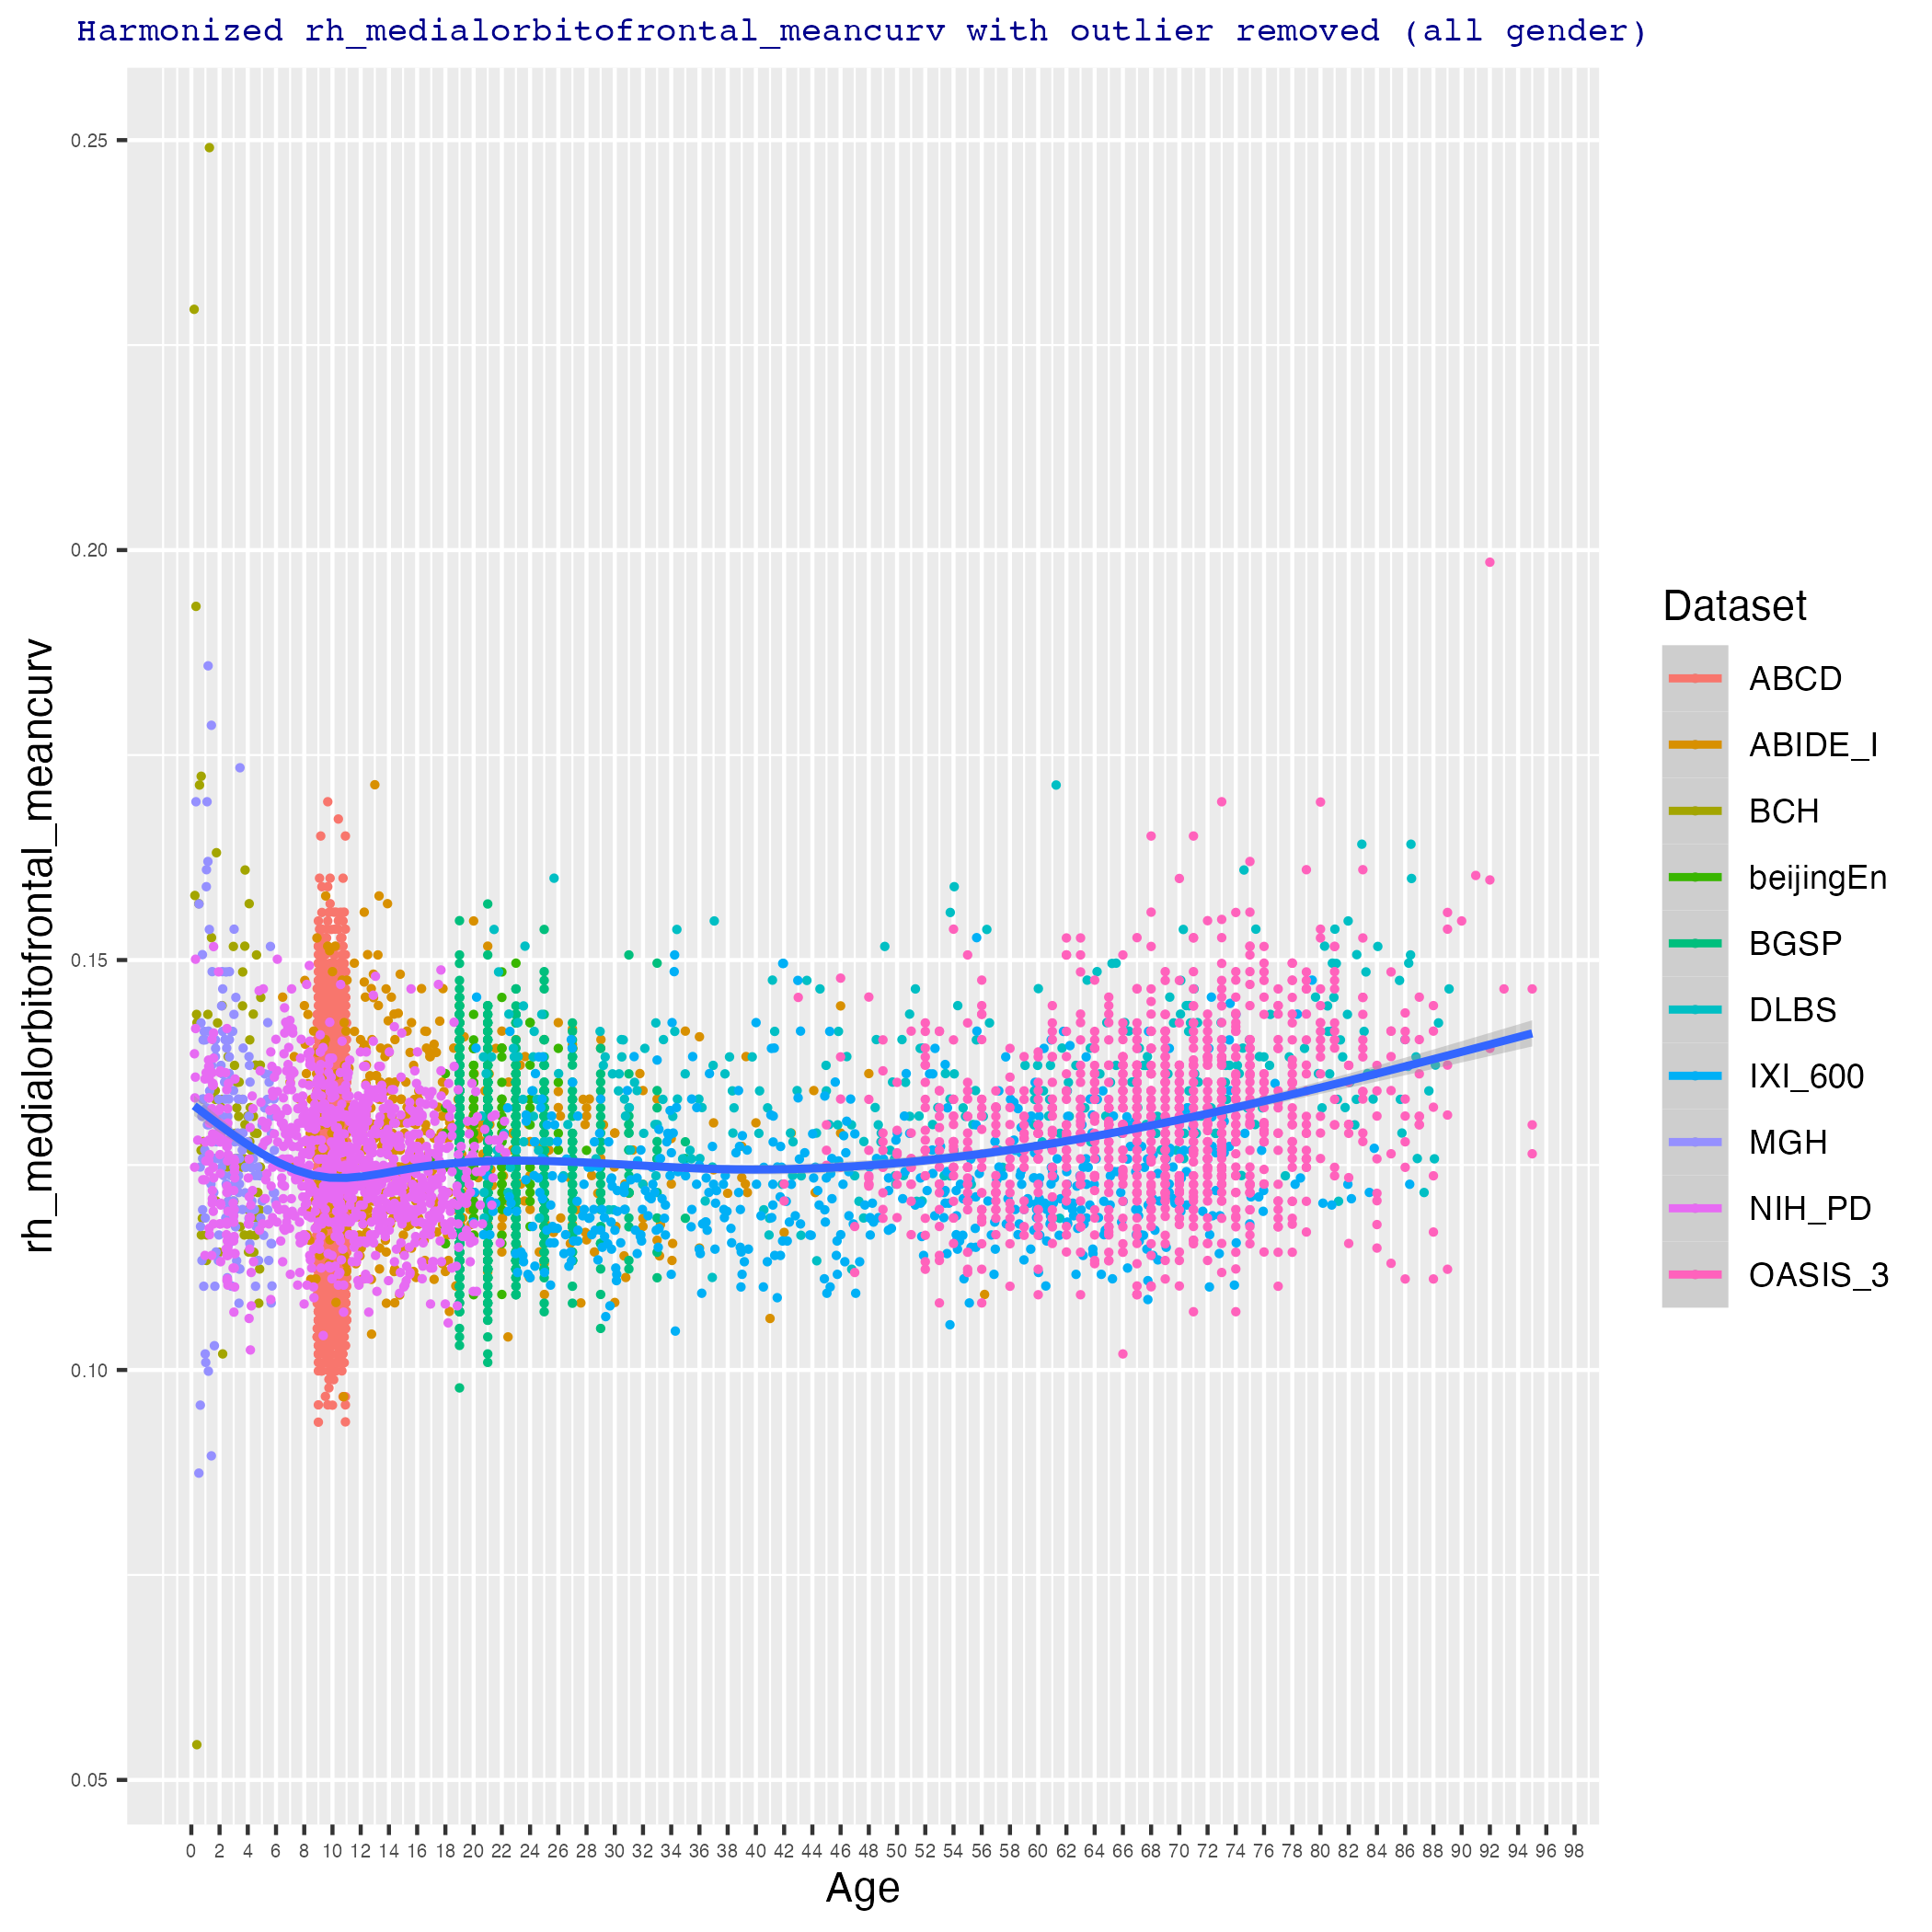 Harmonized rh_medialorbitofrontal_meancurv with outlier removed (all gender)
rh_medialorbitofrontal_meancurv
0.25
0.20
0.15
0.10
0.05
0 2 4 6 8 10 12 14 16 18 20 22 24 26 28 30 32 34 36 38 40 42 44 46 48 50 52 54 56 58 60 62 64 66 68 70 72 74 76 78 80 82 84 86 88 90 92 94 96 98
Age
Dataset
ABCD
ABIDE_I
BCH
beijingEn
BGSP
DLBS
IXI_600
MGH
NIH_PD
OASIS_3